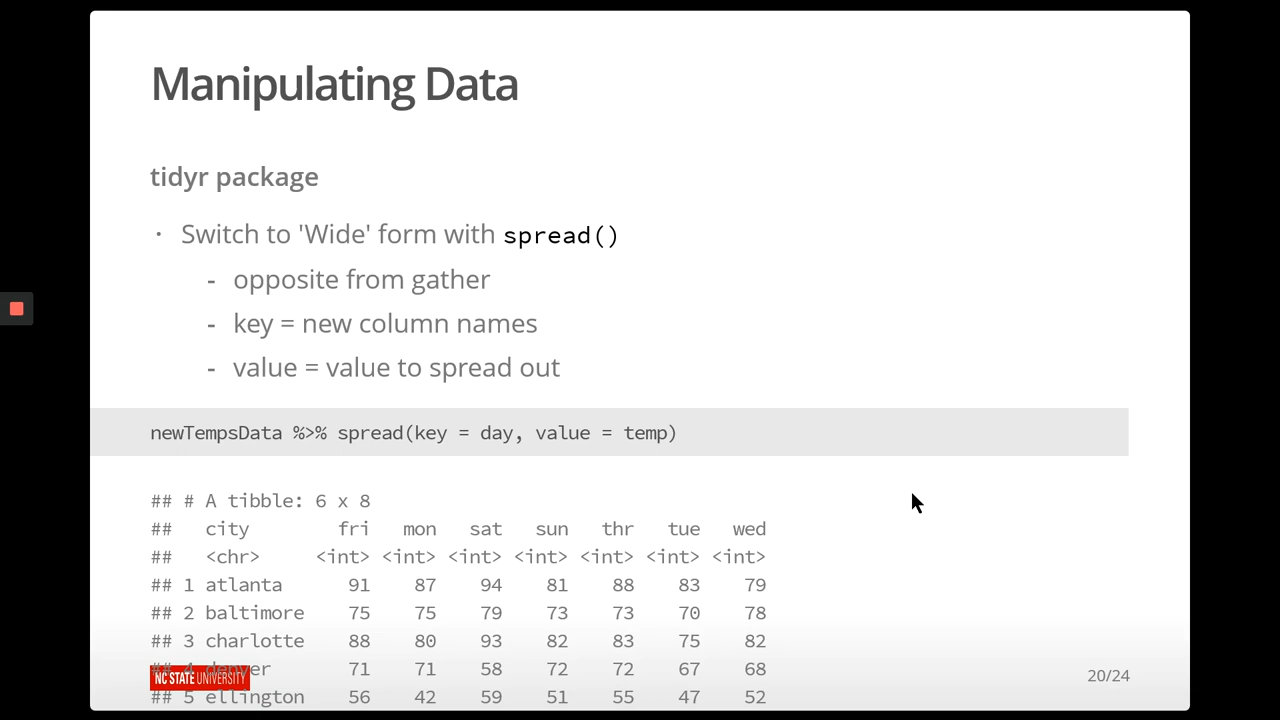 Manipulating Data
tidyr package
· Switch to 'Wide' form with spread()
- opposite from gather
- key = new column names
- value = value to spread out
newTempsData %>% spread(key = day, value = temp)
## # A tibble: 6 x 8
##   city        fri   mon   sat   sun   thr   tue   wed
##   <chr>     <int> <int> <int> <int> <int> <int> <int>
## 1 atlanta      91    87    94    81    88    83    79
## 2 baltimore    75    75    79    73    73    70    78
## 3 charlotte    88    80    93    82    83    75    82
## 4 denver       71    71    58    72    72    67    68
NC STATE UNIVERSITY
20/24
## 5 ellington    56    42    59    51    55    47    52